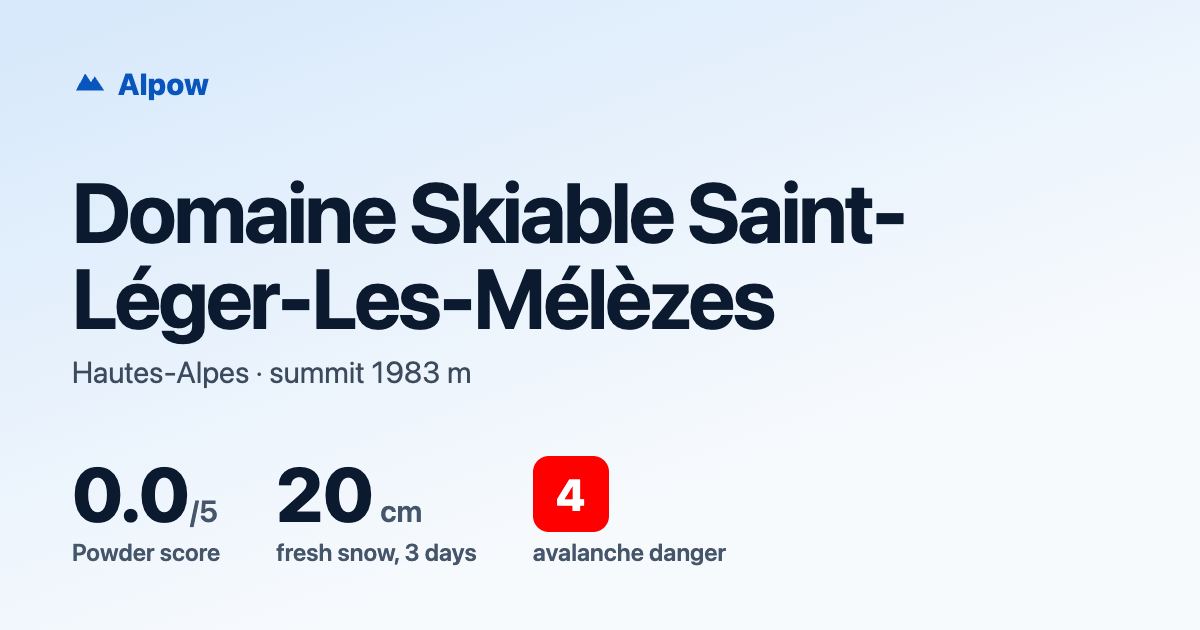 Alpow
Domaine Skiable Saint-
Léger-Les-Mélèzes
Hautes-Alpes · summit 1983 m
0.0/5
Powder score
20 cm
fresh snow, 3 days
4
avalanche danger